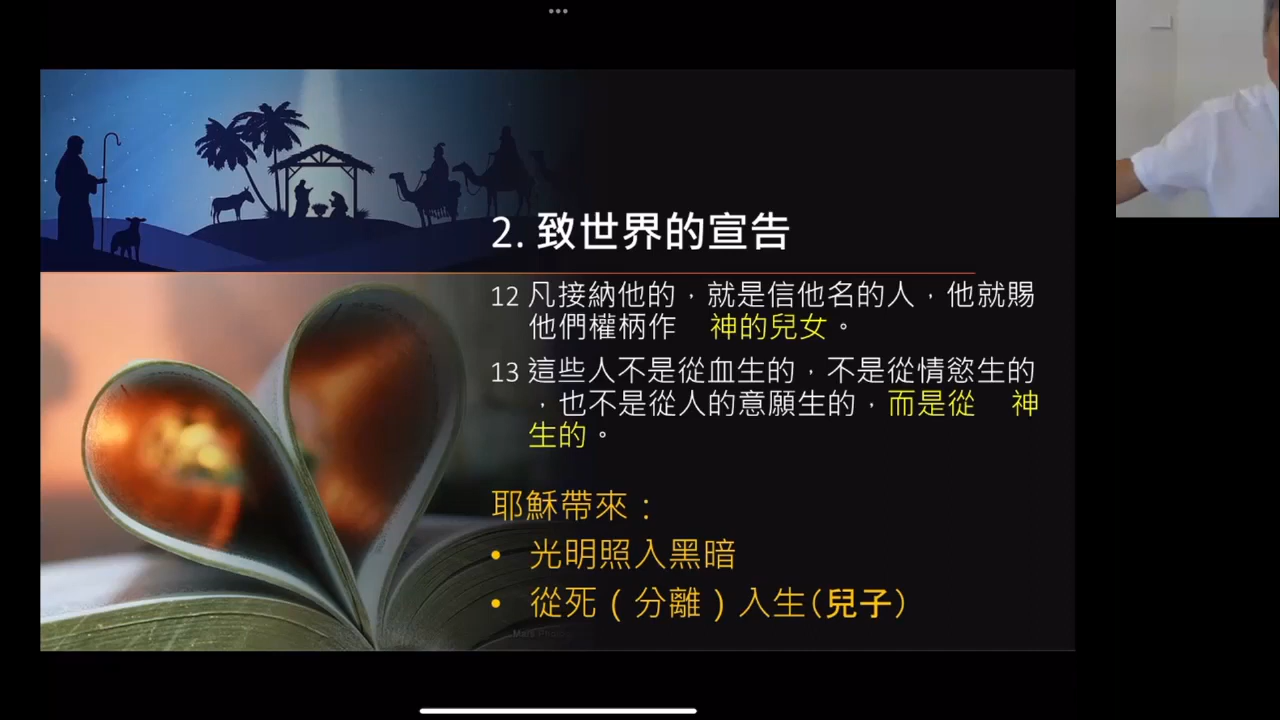 2. 致世界的宣告
12 凡接納他的，就是信他名的人，他就賜
他們權柄作　神的兒女。
13 這些人不是從血生的，不是從情慾生的
，也不是從人的意願生的，而是從　神
生的。
耶穌帶來：
• 光明照入黑暗
• 從死（分離）入生(兒子)